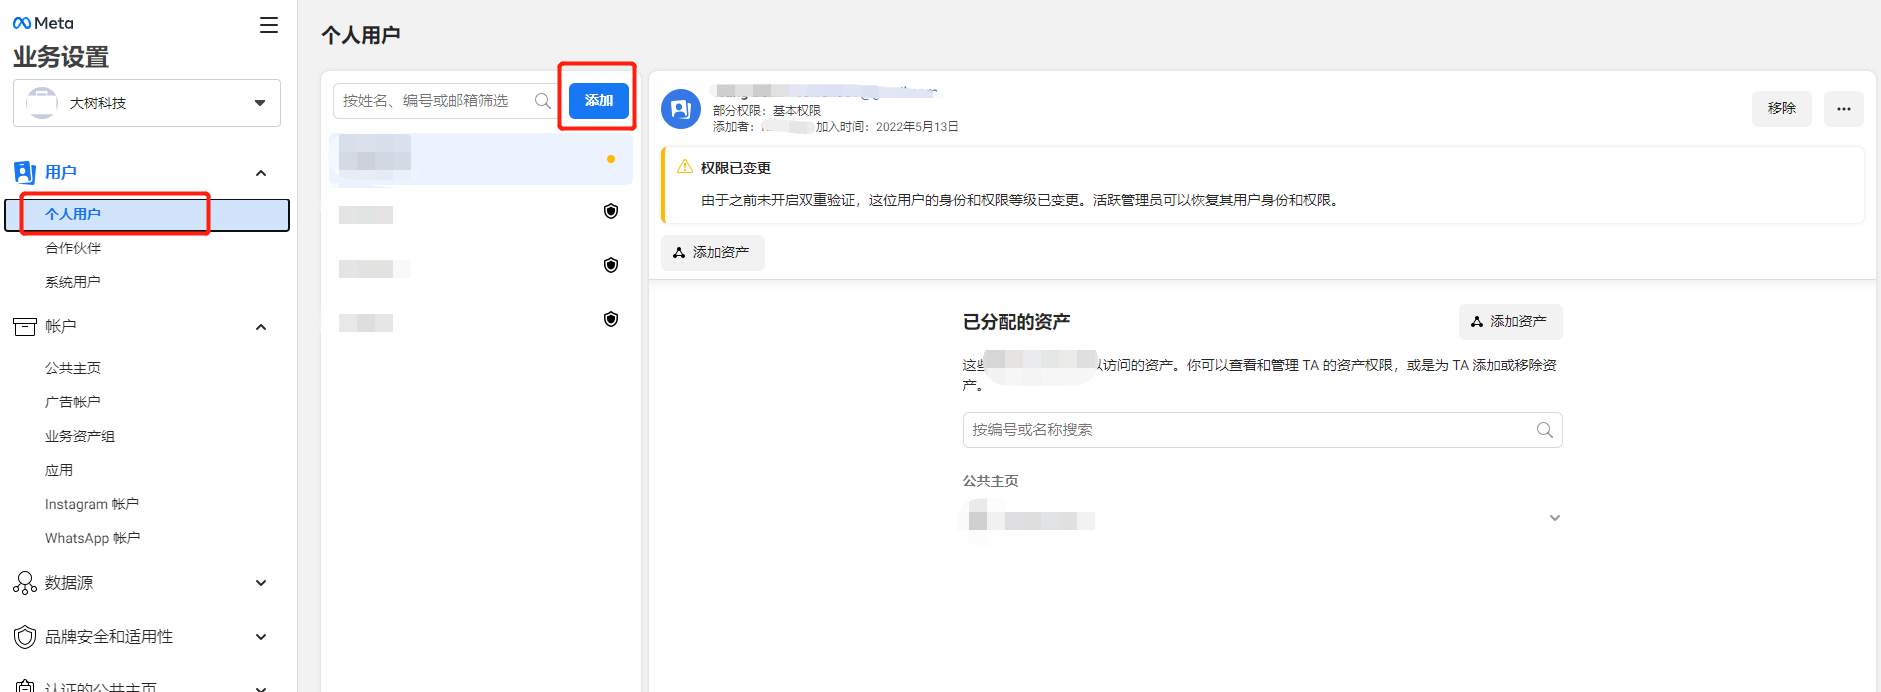 Meta
业务设置
大树科技
用户
个人用户
合作伙伴
系统用户
帐户
公共主页
广告帐户
业务资产组
应用
Instagram 帐户
WhatsApp 帐户
数据源
品牌安全和适用性
认证的公共主页
个人用户
按姓名、编号或邮箱筛选
添加
部分权限：基本权限
添加者： 加入时间：2022年5月13日
移除
权限已变更
由于之前未开启双重验证，这位用户的身份和权限等级已变更。活跃管理员可以恢复其用户身份和权限。
添加资产
已分配的资产
添加资产
这些 访问的资产。你可以查看和管理 TA 的资产权限，或是为 TA 添加或移除资
产。
按编号或名称搜索
公共主页